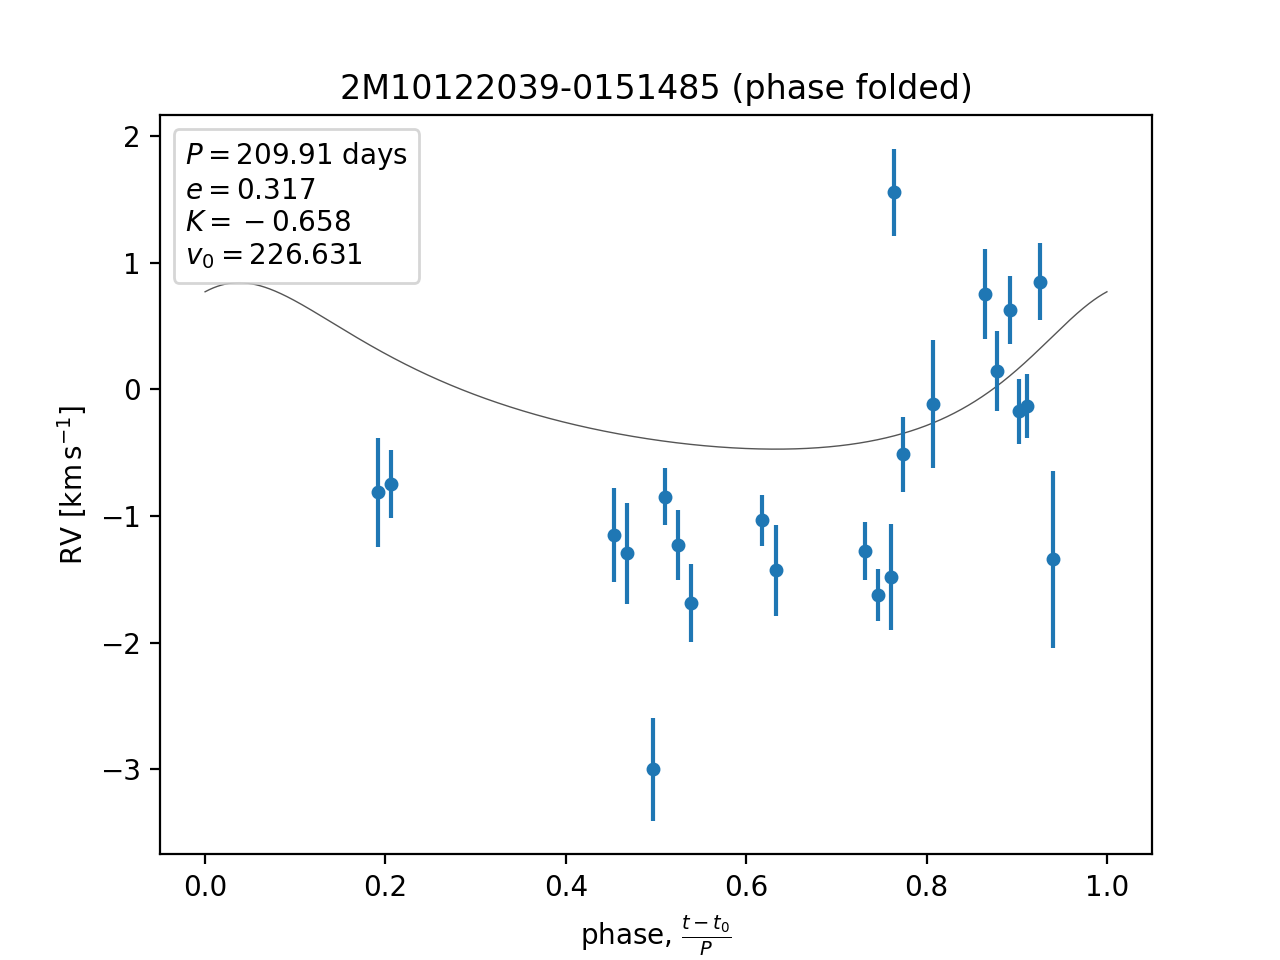 2M10122039-0151485 (phase folded)
P = 209.91 days
e = 0.317
K = −0.658
v₀ = 226.631
2
1
0
−1
−2
−3
RV [km s⁻¹]
0.0 0.2 0.4 0.6 0.8 1.0
phase, (t − t₀)/P